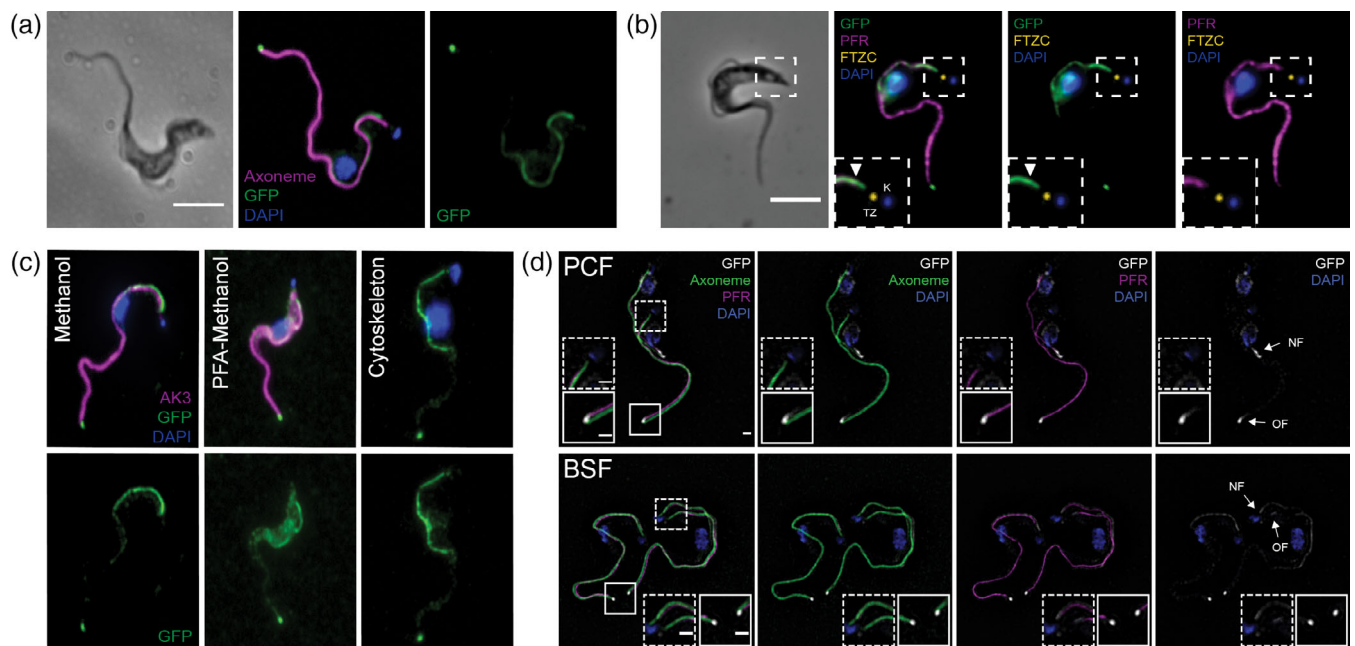 (a)
Axoneme
GFP
DAPI
GFP
(b)
GFP
PFR
FTZC
DAPI
K
TZ
GFP
FTZC
DAPI
PFR
FTZC
DAPI
(c)
Methanol
AK3
GFP
DAPI
PFA-Methanol
Cytoskeleton
GFP
(d)
PCF
GFP
Axoneme
PFR
DAPI
GFP
Axoneme
DAPI
GFP
PFR
DAPI
GFP
DAPI
NF
OF
BSF
NF
OF